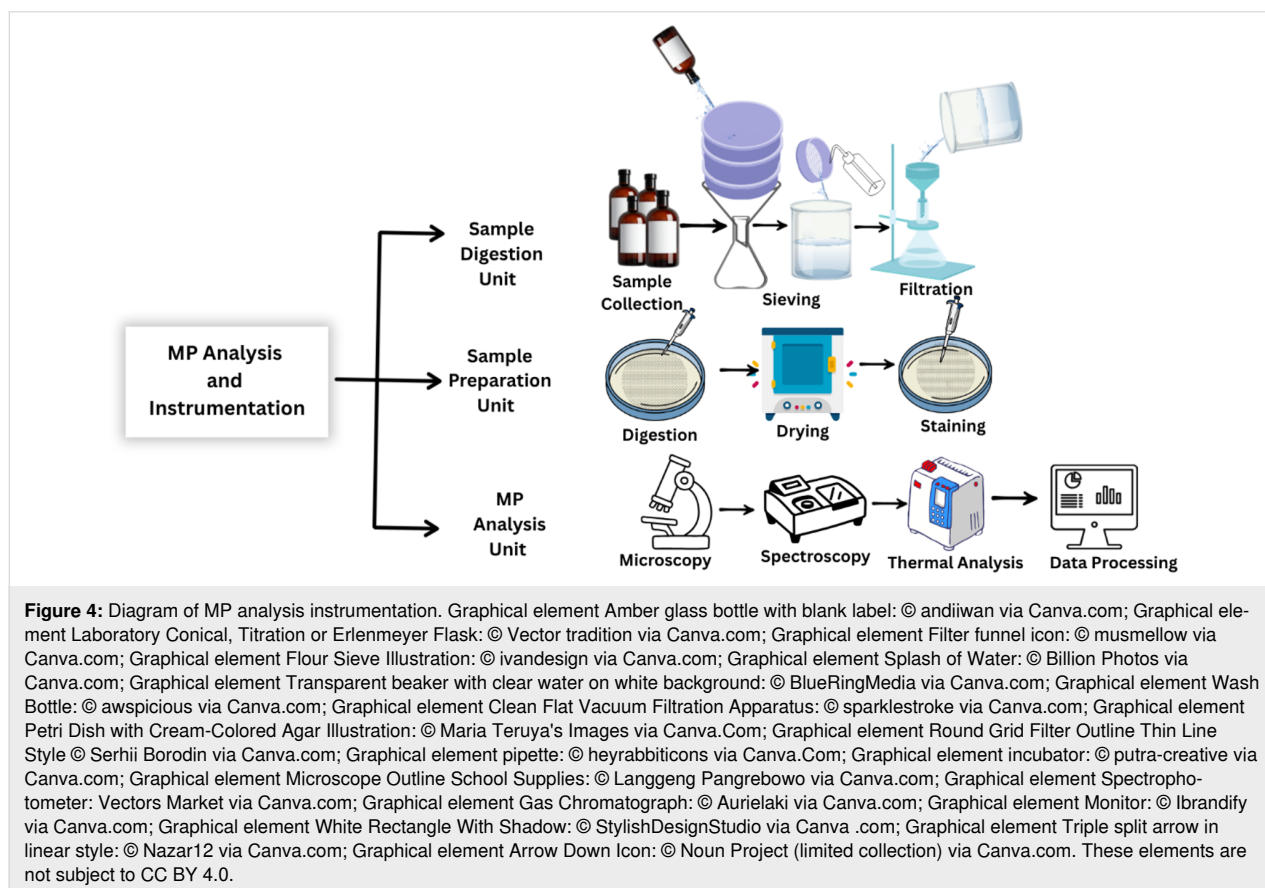 MP Analysis
and
Instrumentation
Sample
Digestion
Unit
Sample
Collection
Sieving
Filtration
Sample
Preparation
Unit
Digestion
Drying
Staining
MP
Analysis
Unit
Microscopy
Spectroscopy
Thermal Analysis
Data Processing
Figure 4: Diagram of MP analysis instrumentation. Graphical element Amber glass bottle with blank label: © andiiwan via Canva.com; Graphical ele-
ment Laboratory Conical, Titration or Erlenmeyer Flask: © Vector tradition via Canva.com; Graphical element Filter funnel icon: © musmellow via
Canva.com; Graphical element Flour Sieve Illustration: © ivandesign via Canva.com; Graphical element Splash of Water: © Billion Photos via
Canva.com; Graphical element Transparent beaker with clear water on white background: © BlueRingMedia via Canva.com; Graphical element Wash
Bottle: © awspicious via Canva.com; Graphical element Clean Flat Vacuum Filtration Apparatus: © sparklestroke via Canva.com; Graphical element
Petri Dish with Cream-Colored Agar Illustration: © Maria Teruya's Images via Canva.Com; Graphical element Round Grid Filter Outline Thin Line
Style © Serhii Borodin via Canva.com; Graphical element pipette: © heyrabbiticons via Canva.Com; Graphical element incubator: © putra-creative via
Canva.com; Graphical element Microscope Outline School Supplies: © Langgeng Pangrebowo via Canva.com; Graphical element Spectropho-
tometer: Vectors Market via Canva.com; Graphical element Gas Chromatograph: © Aurielaki via Canva.com; Graphical element Monitor: © Ibrandify
via Canva.com; Graphical element White Rectangle With Shadow: © StylishDesignStudio via Canva .com; Graphical element Triple split arrow in
linear style: © Nazar12 via Canva.com; Graphical element Arrow Down Icon: © Noun Project (limited collection) via Canva.com. These elements are
not subject to CC BY 4.0.